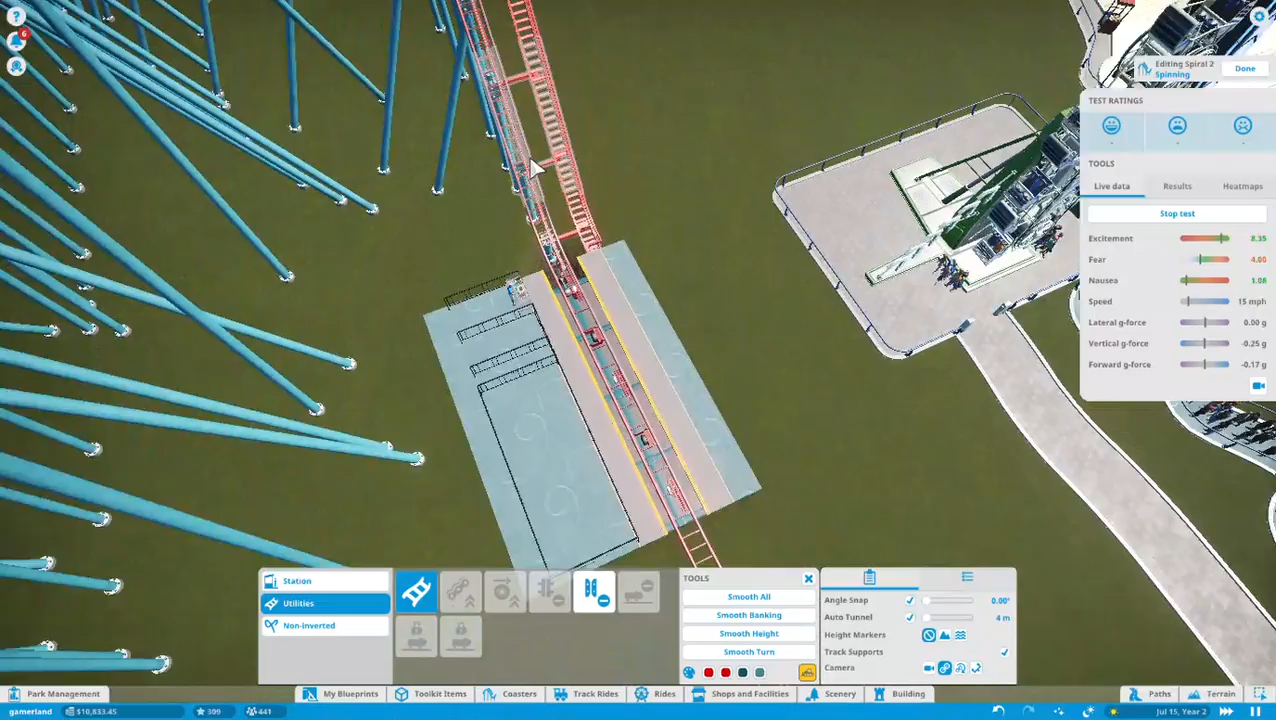 ?
6
Editing Spiral 2
Spinning
Done
TEST RATINGS
-
-
-
TOOLS
Live data
Results
Heatmaps
Stop test
Excitement
8.35
Fear
4.00
Nausea
1.08
Speed
15 mph
Lateral g-force
0.00 g
Vertical g-force
-0.25 g
Forward g-force
-0.17 g
Station
Utilities
Non-inverted
TOOLS
Smooth All
Smooth Banking
Smooth Height
Smooth Turn
Angle Snap
0.00°
Auto Tunnel
4 m
Height Markers
Track Supports
Camera
Park Management
My Blueprints
Toolkit Items
Coasters
Track Rides
Rides
Shops and Facilities
Scenery
Building
Paths
Terrain
gamerland
$10,833.45
309
441
Jul 15, Year 2